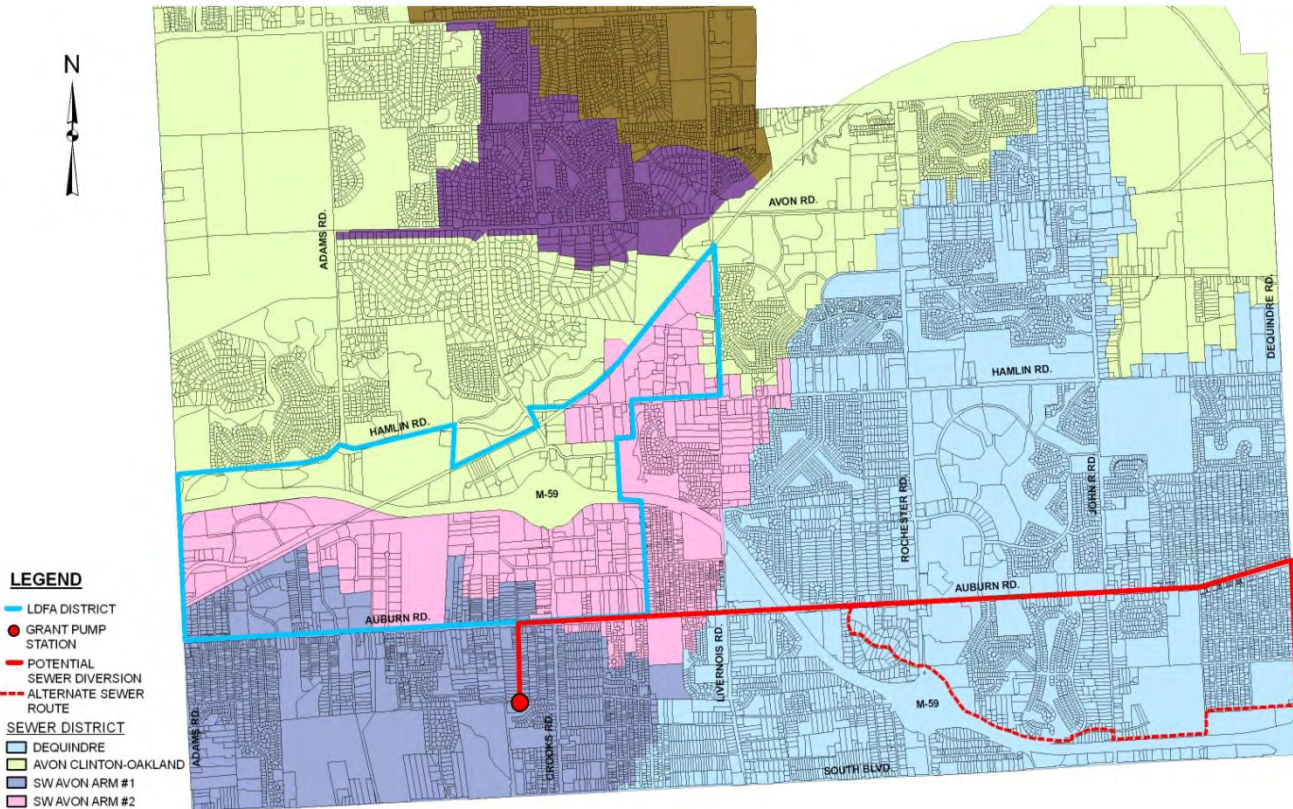 N
ADAMS RD.
AVON RD.
DEQUINDRE RD.
HAMLIN RD.
HAMLIN RD.
M-59
ROCHESTER RD.
JOHN R RD.
AUBURN RD.
AUBURN RD.
LIVERNOIS RD.
M-59
ADAMS RD.
CROOKS RD.
SOUTH BLVD.
LEGEND
LDFA DISTRICT
GRANT PUMP
STATION
POTENTIAL
SEWER DIVERSION
ALTERNATE SEWER
ROUTE
SEWER DISTRICT
DEQUINDRE
AVON CLINTON-OAKLAND
SW AVON ARM #1
SW AVON ARM #2